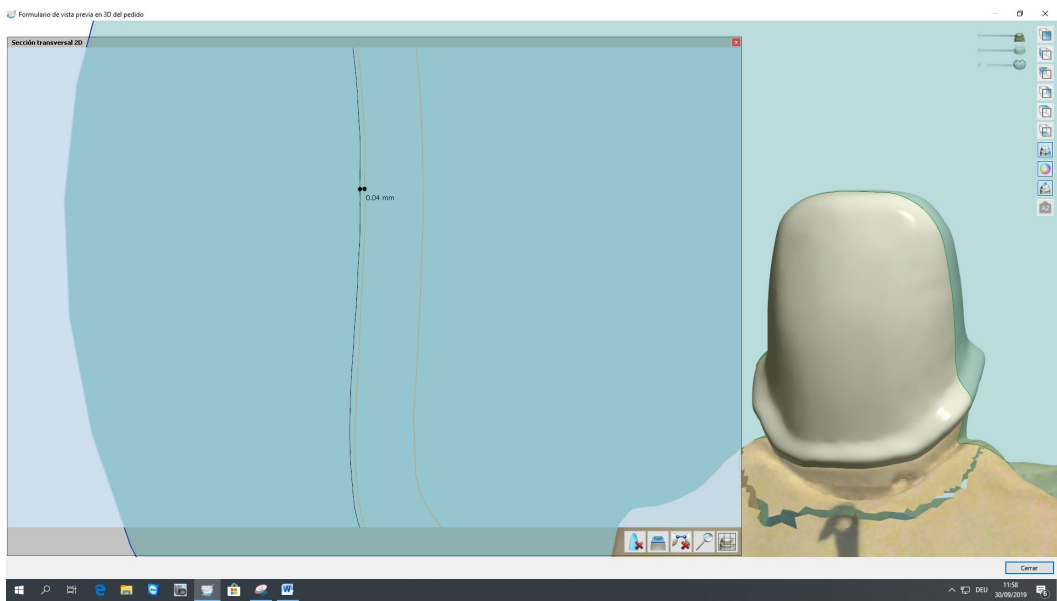 Formulario de vista previa en 3D del pedido
Sección transversal 2D
0.04 mm
A2
Cerrar
DEU
11:58
30/09/2019